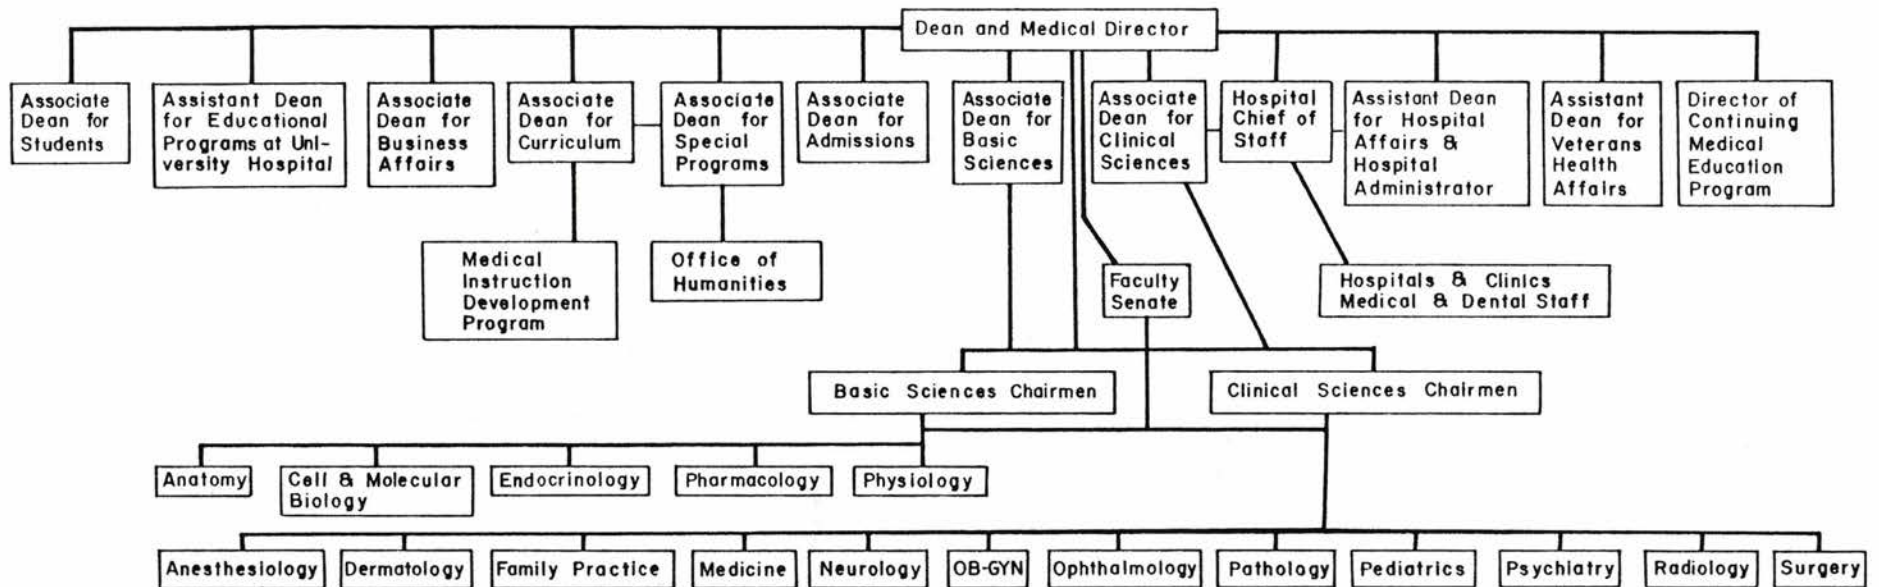 Dean and Medical Director
Associate
Dean for
Students
Assistant Dean
for Educational
Programs at Uni-
versity Hospital
Associate
Dean for
Business
Affairs
Associate
Dean for
Curriculum
Associate
Dean for
Special
Programs
Associate
Dean for
Admissions
Associate
Dean for
Basic
Sciences
Associate
Dean for
Clinical
Sciences
Hospital
Chief of
Staff
Assistant Dean
for Hospital
Affairs &
Hospital
Administrator
Assistant
Dean for
Veterans
Health
Affairs
Director of
Continuing
Medical
Education
Program
Medical
Instruction
Development
Program
Office of
Humanities
Faculty
Senate
Hospitals & Clinics
Medical & Dental Staff
Basic Sciences Chairmen
Clinical Sciences Chairmen
Anatomy
Cell & Molecular
Biology
Endocrinology
Pharmacology
Physiology
Anesthesiology
Dermatology
Family Practice
Medicine
Neurology
OB-GYN
Ophthalmology
Pathology
Pediatrics
Psychiatry
Radiology
Surgery